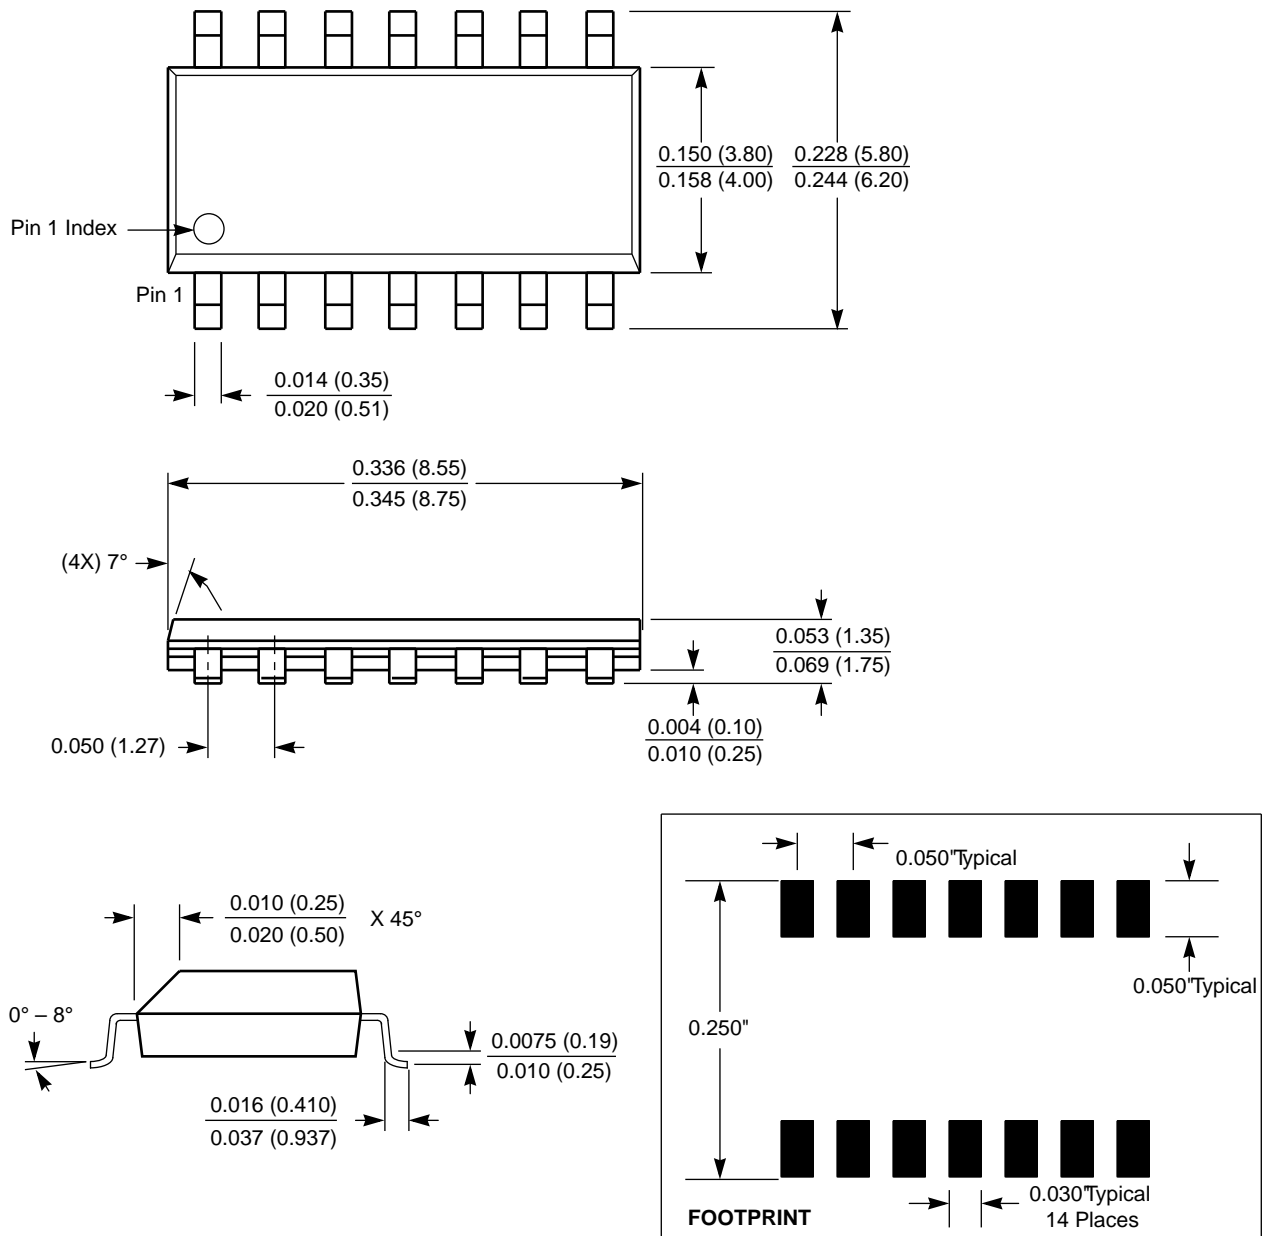 0.150 (3.80)
0.158 (4.00)
0.228 (5.80)
0.244 (6.20)
Pin 1 Index
Pin 1
0.014 (0.35)
0.020 (0.51)
0.336 (8.55)
0.345 (8.75)
(4X) 7°
0.053 (1.35)
0.069 (1.75)
0.004 (0.10)
0.010 (0.25)
0.050 (1.27)
0.050"Typical
0.010 (0.25)
0.020 (0.50)
X 45°
0.050"Typical
0° – 8°
0.250"
0.0075 (0.19)
0.010 (0.25)
0.016 (0.410)
0.037 (0.937)
0.030"Typical
14 Places
FOOTPRINT